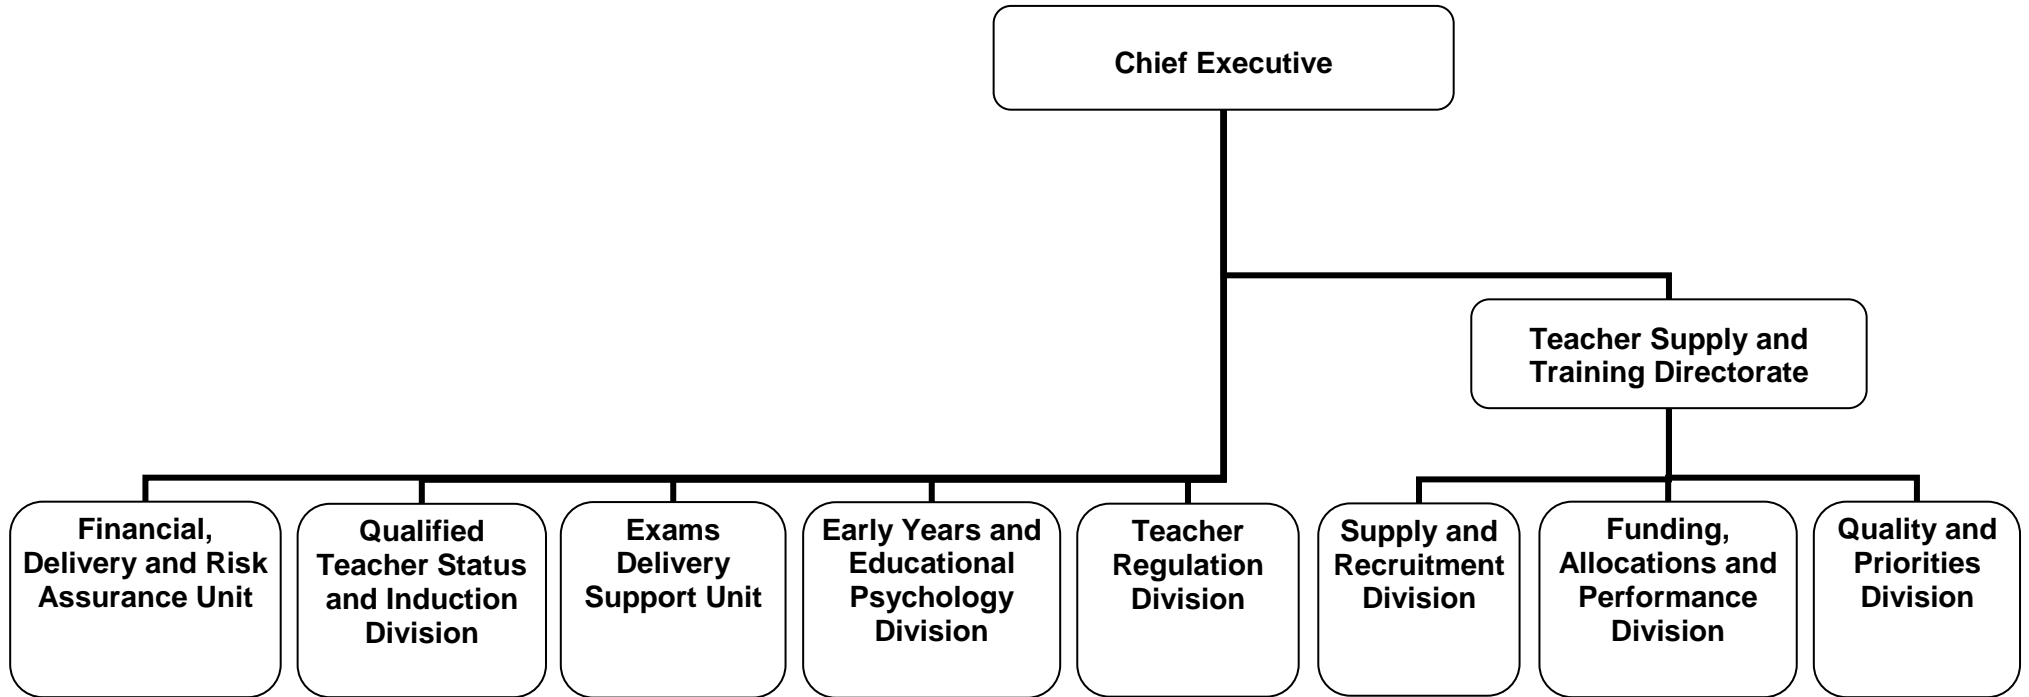 Chief Executive
Teacher Supply and
Training Directorate
Financial,
Delivery and Risk
Assurance Unit
Qualified
Teacher Status
and Induction
Division
Exams
Delivery
Support Unit
Early Years and
Educational
Psychology
Division
Teacher
Regulation
Division
Supply and
Recruitment
Division
Funding,
Allocations and
Performance
Division
Quality and
Priorities
Division